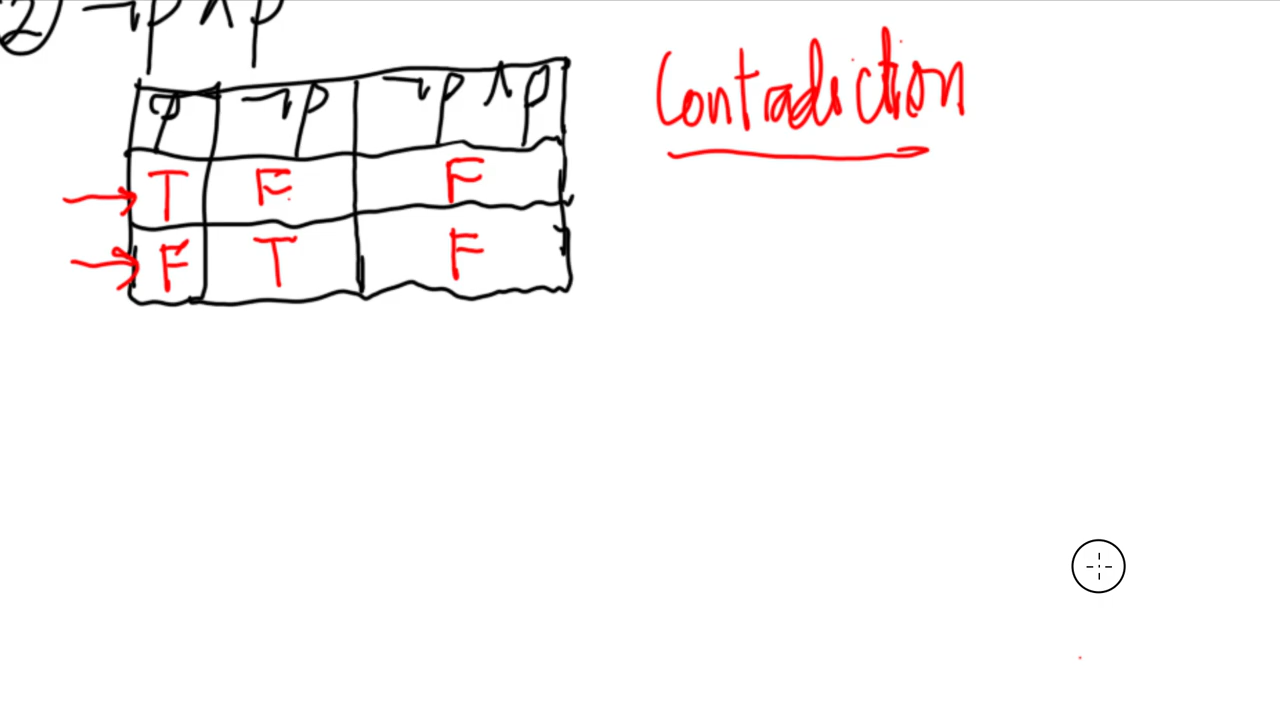 2) ¬p ∧ p
p ¬p ¬p ∧ p
T F F
F T F
Contradiction